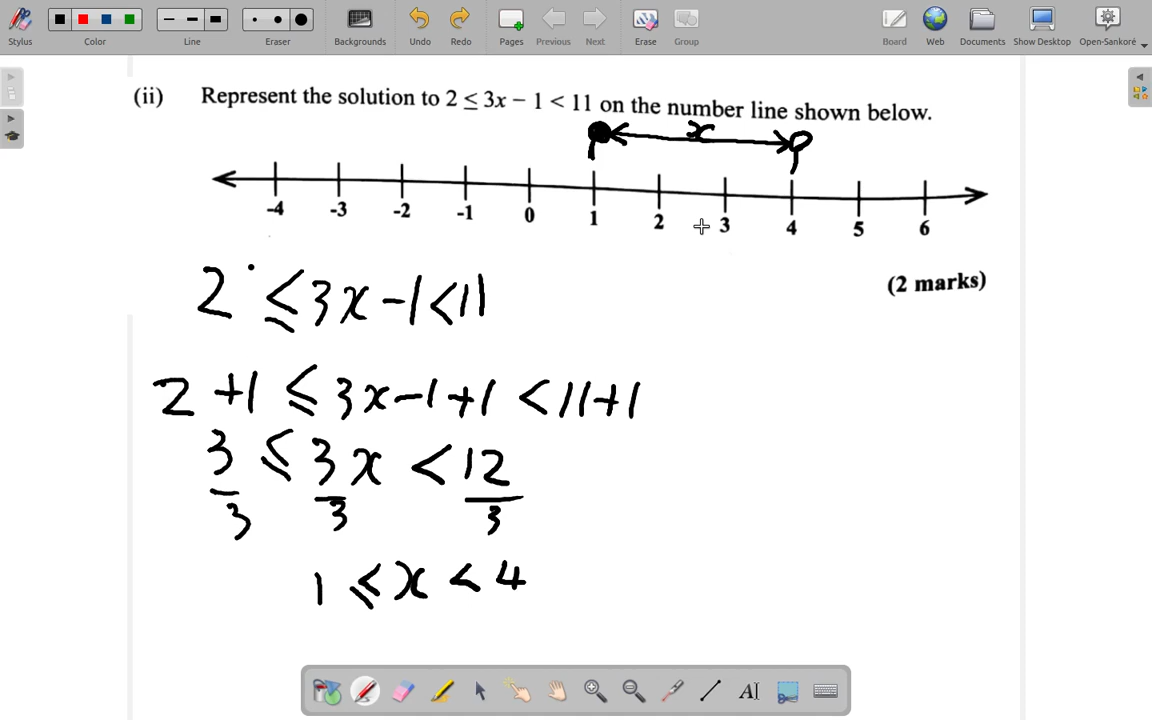 Stylus Color Line Eraser Backgrounds Undo Redo Pages Previous Next Erase Group Board Web Documents Show Desktop Open-Sankoré
(ii) Represent the solution to 2 ≤ 3x − 1 < 11 on the number line shown below.
x
-4 -3 -2 -1 0 1 2 3 4 5 6
(2 marks)
2 ≤ 3x - 1 < 11
2 + 1 ≤ 3x - 1 + 1 < 11 + 1
3 ≤ 3x < 12
3 3 3
1 ≤ x < 4
AI